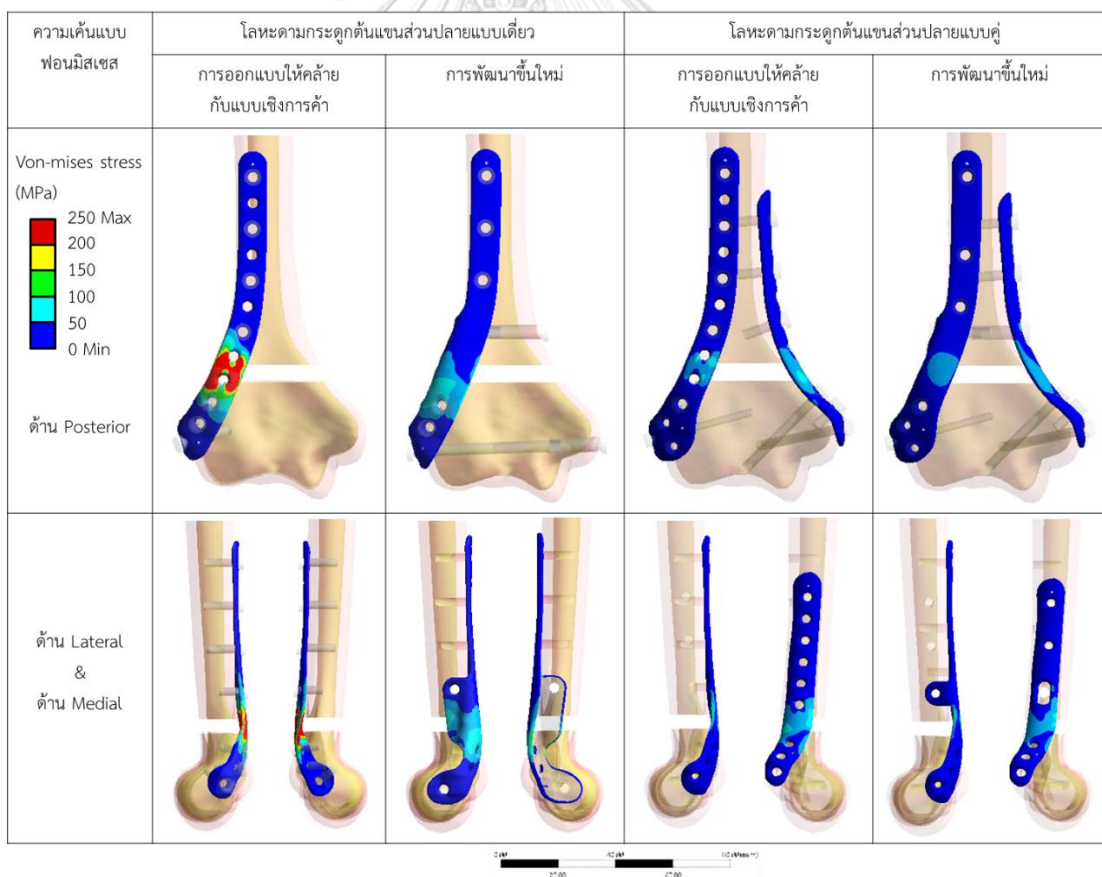 ความเค้นแบบ
ฟอนมิสเซส
โลหะดามกระดูกต้นแขนส่วนปลายแบบเดี่ยว
โลหะดามกระดูกต้นแขนส่วนปลายแบบคู่
การออกแบบให้คล้าย
กับแบบเชิงการค้า
การพัฒนาขึ้นใหม่
การออกแบบให้คล้าย
กับแบบเชิงการค้า
การพัฒนาขึ้นใหม่
Von-mises stress
(MPa)
250 Max
200
150
100
50
0 Min
ด้าน Posterior
ด้าน Lateral
&
ด้าน Medial